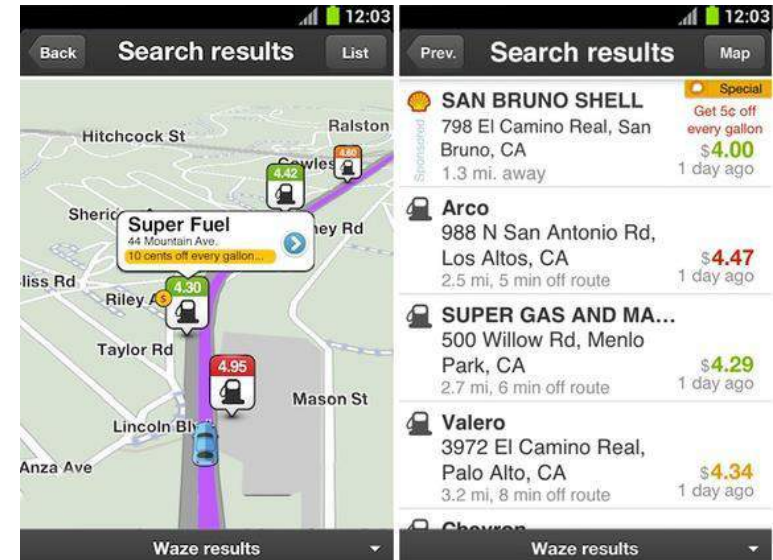 12:03
Back
Search results
List
Hitchcock St
Ralston
4.60
Cowles
4.42
Super Fuel
44 Mountain Ave.
10 cents off every gallon...
ey Rd
liss Rd
4.30
Riley
Taylor Rd
4.95
Mason St
Lincoln Bl
Anza Ave
Waze results
12:03
Prev.
Search results
Map
Sponsored
SAN BRUNO SHELL
798 El Camino Real, San
Bruno, CA
1.3 mi. away
Special
Get 5¢ off
every gallon
$4.00
1 day ago
Arco
988 N San Antonio Rd,
Los Altos, CA
2.5 mi, 5 min off route
$4.47
1 day ago
SUPER GAS AND MA...
500 Willow Rd, Menlo
Park, CA
2.7 mi, 6 min off route
$4.29
1 day ago
Valero
3972 El Camino Real,
Palo Alto, CA
3.2 mi, 8 min off route
$4.34
1 day ago
Chevron
Waze results